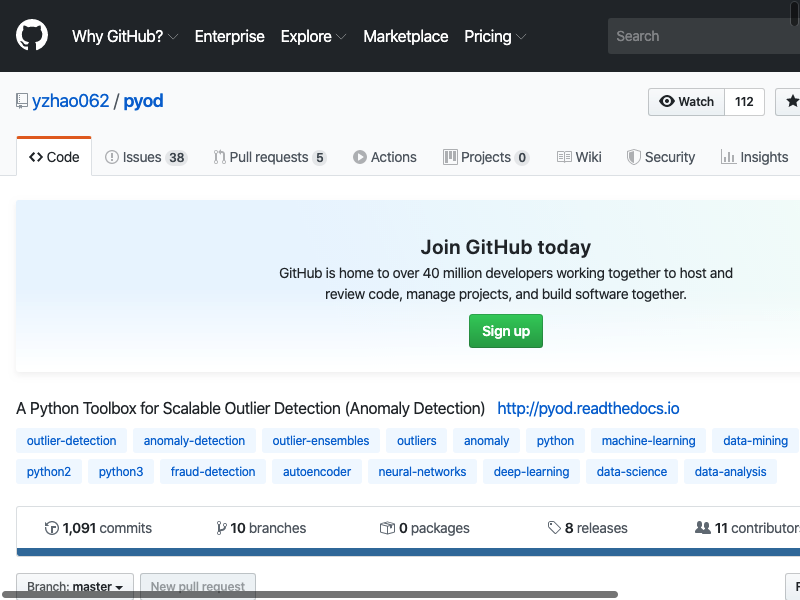 Why GitHub? Enterprise Explore Marketplace Pricing Search
yzhao062 / pyod Watch 112
Code Issues 38 Pull requests 5 Actions Projects 0 Wiki Security Insights
Join GitHub today
GitHub is home to over 40 million developers working together to host and
review code, manage projects, and build software together.
Sign up
A Python Toolbox for Scalable Outlier Detection (Anomaly Detection) http://pyod.readthedocs.io
outlier-detection anomaly-detection outlier-ensembles outliers anomaly python machine-learning data-mining
python2 python3 fraud-detection autoencoder neural-networks deep-learning data-science data-analysis
1,091 commits 10 branches 0 packages 8 releases 11 contributors
Branch: master New pull request